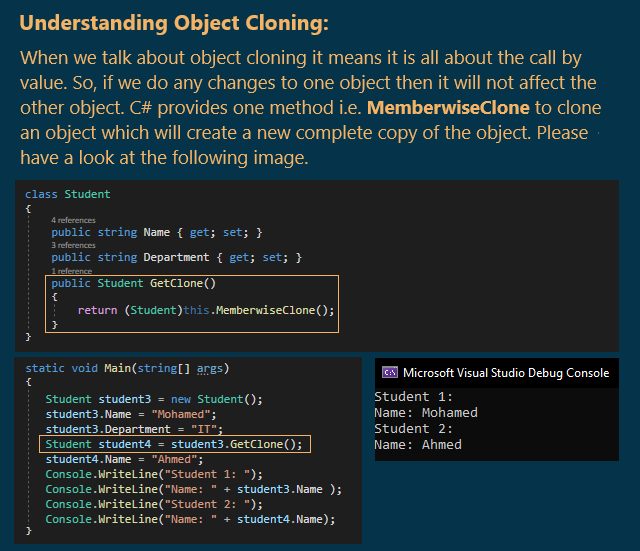 Understanding Object Cloning:
When we talk about object cloning it means it is all about the call by
value. So, if we do any changes to one object then it will not affect the
other object. C# provides one method i.e. MemberwiseClone to clone
an object which will create a new complete copy of the object. Please
have a look at the following image.
class Student
{
4 references
public string Name { get; set; }
3 references
public string Department { get; set; }
1 reference
public Student GetClone()
{
return (Student)this.MemberwiseClone();
}
}
static void Main(string[] args)
{
Student student3 = new Student();
student3.Name = "Mohamed";
student3.Department = "IT";
Student student4 = student3.GetClone();
student4.Name = "Ahmed";
Console.WriteLine("Student 1: ");
Console.WriteLine("Name: " + student3.Name );
Console.WriteLine("Student 2: ");
Console.WriteLine("Name: " + student4.Name);
}
C:\ Microsoft Visual Studio Debug Console
Student 1:
Name: Mohamed
Student 2:
Name: Ahmed